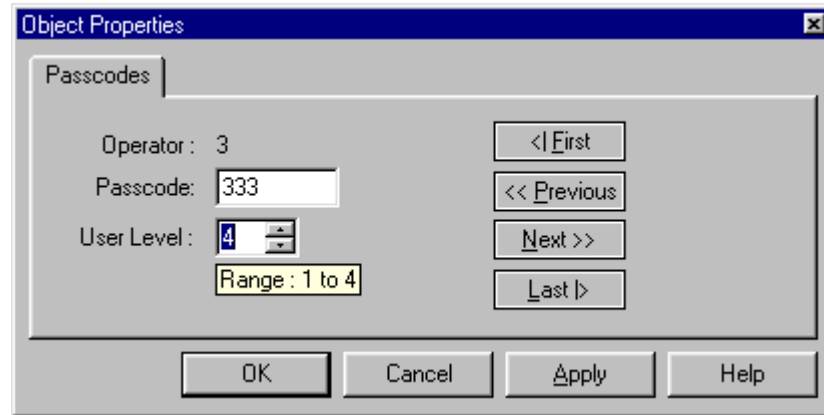 Object Properties
Passcodes
Operator : 3
Passcode: 333
User Level : 4
Range : 1 to 4
<| First
<< Previous
Next >>
Last |>
OK Cancel Apply Help